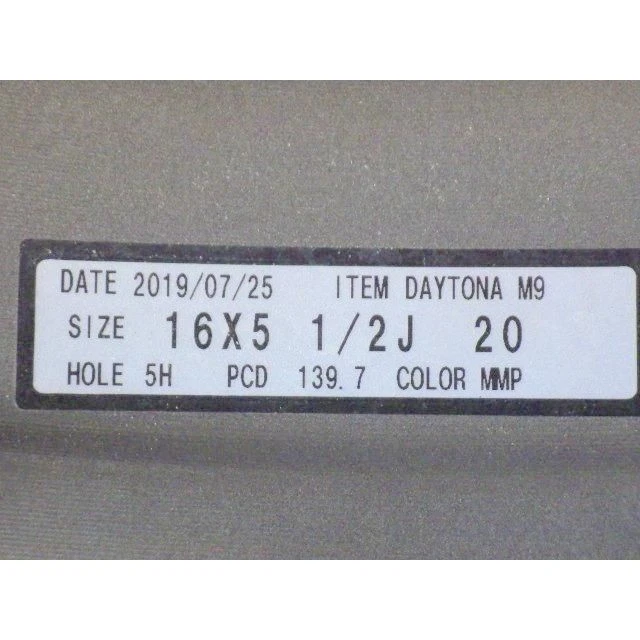 DATE 2019/07/25 ITEM DAYTONA M9
SIZE 16X5 1/2J 20
HOLE 5H PCD 139.7 COLOR MMP